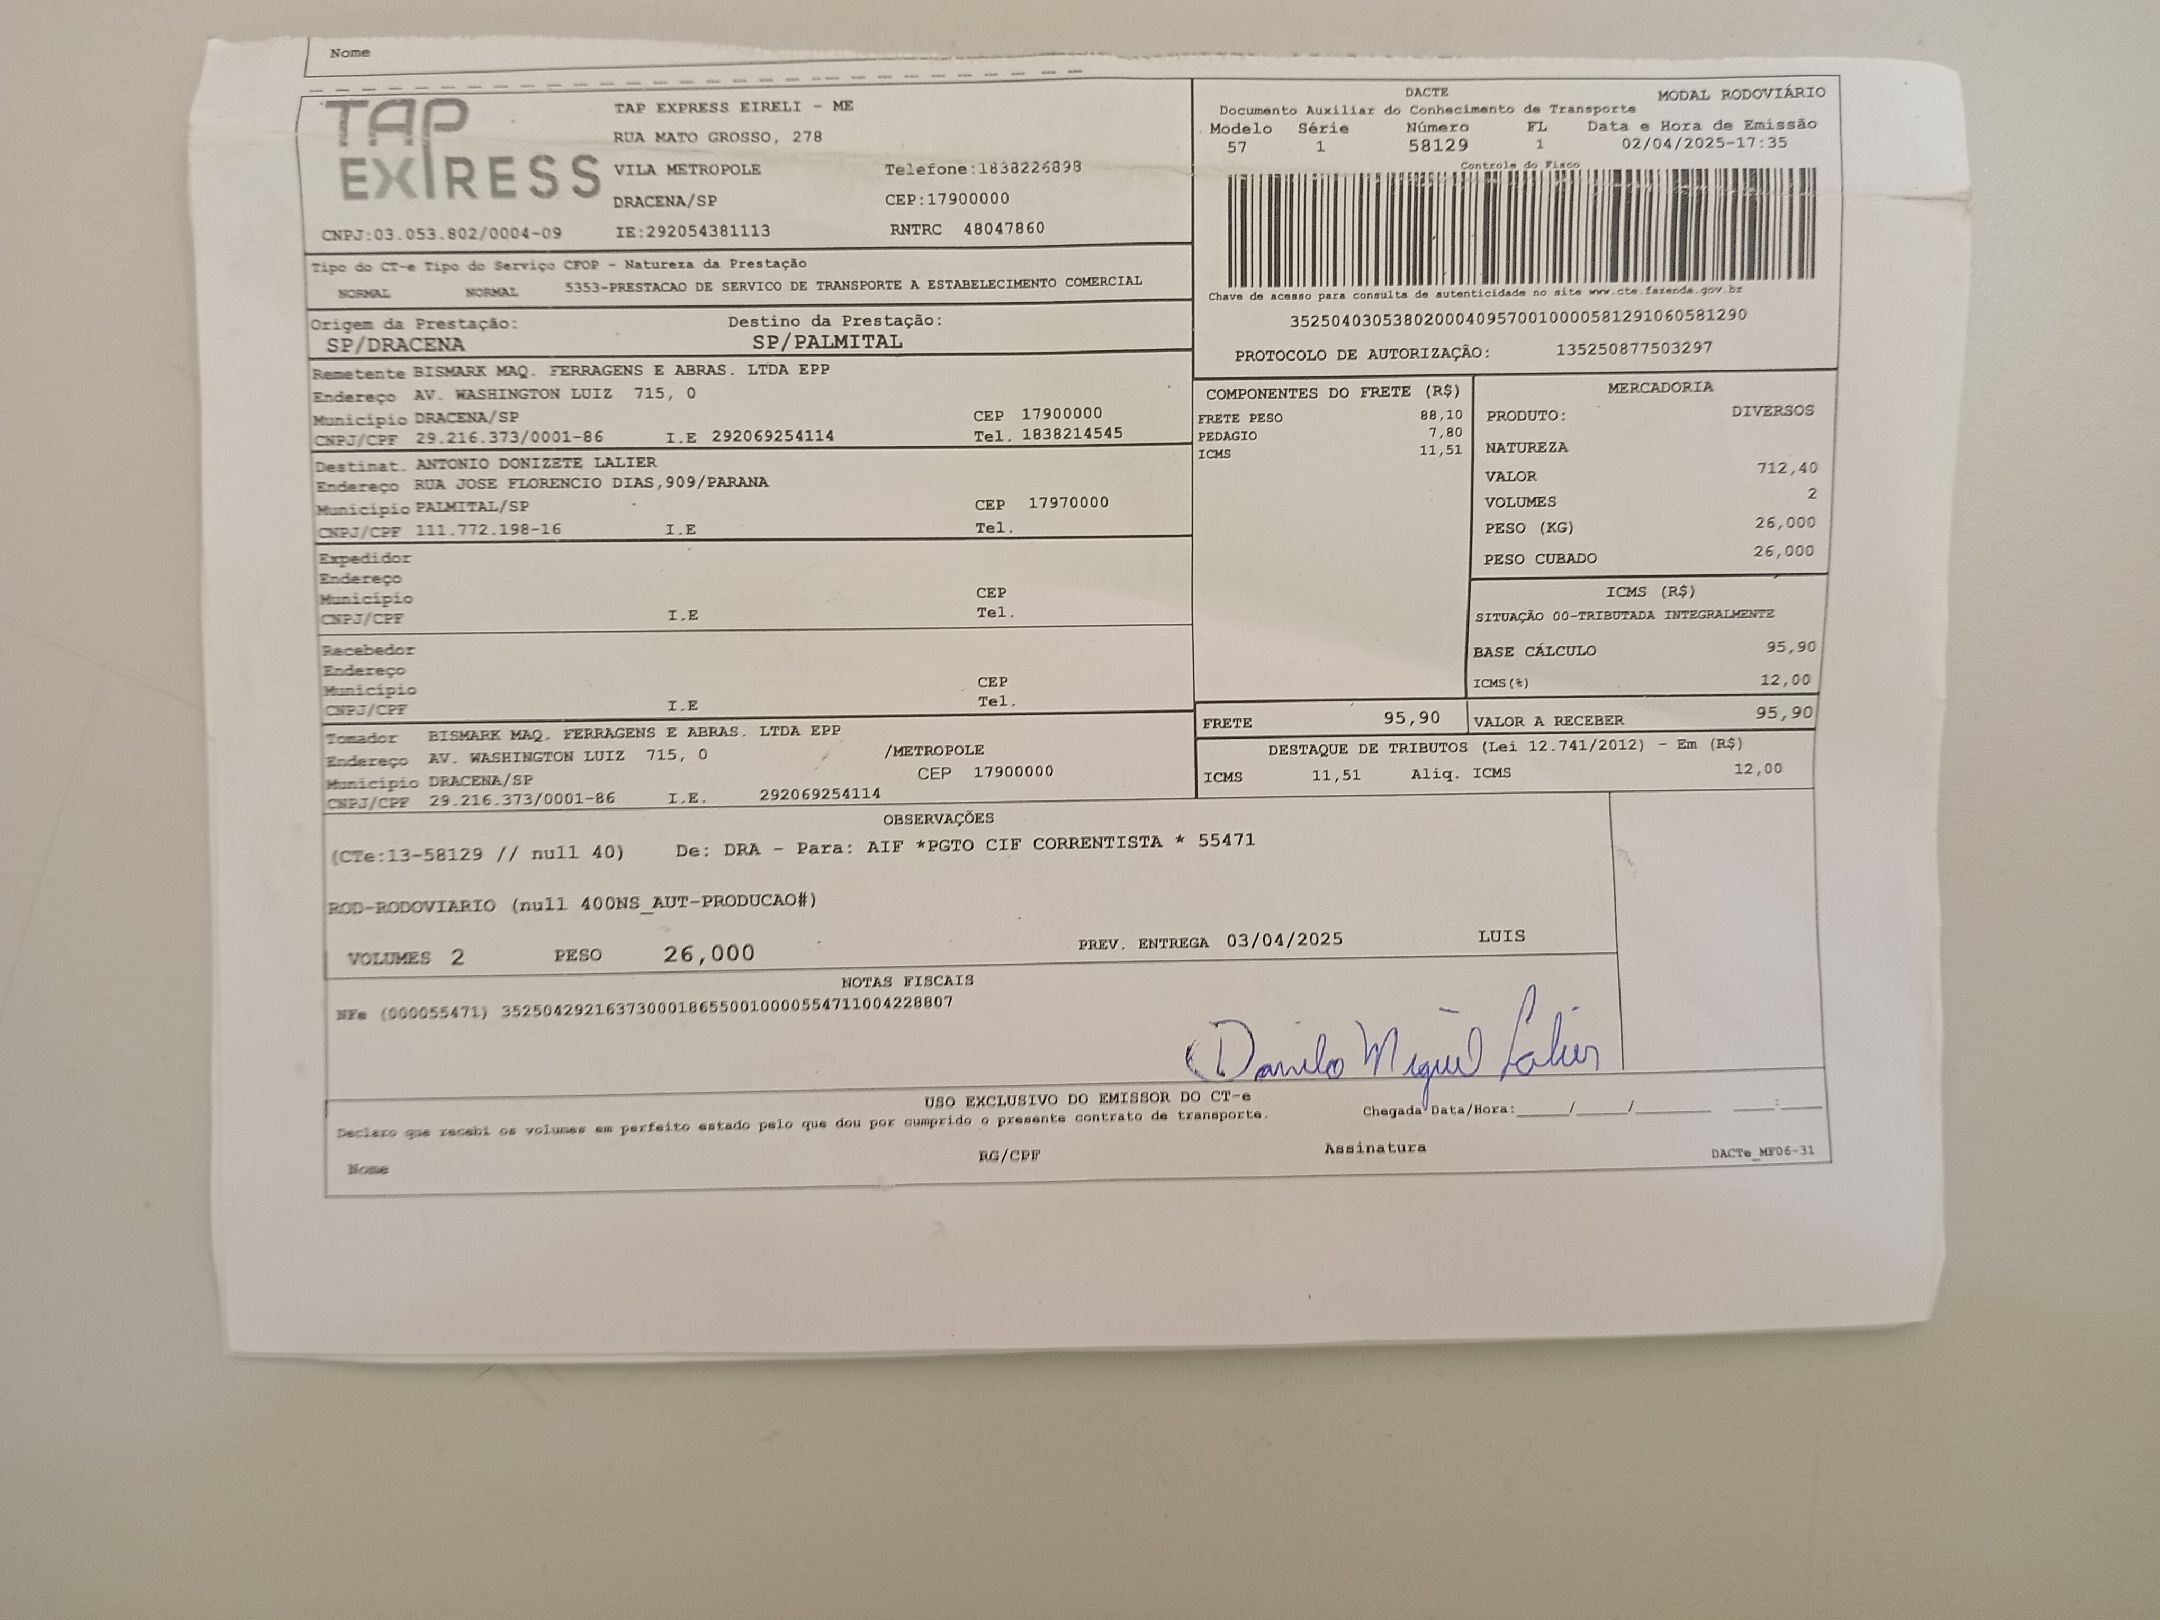 Nome
TAP EXPRESS
TAP EXPRESS EIRELI - ME
RUA MATO GROSSO, 278
VILA METROPOLE Telefone:1838226898
DRACENA/SP CEP:17900000
CNPJ:03.053.802/0004-09 IE:292054381113 RNTRC 48047860
DACTE MODAL RODOVIÁRIO
Documento Auxiliar do Conhecimento de Transporte
Modelo Série Número FL Data e Hora de Emissão
57 1 58129 1 02/04/2025-17:35
Controle do Fisco
Chave de acesso para consulta de autenticidade no site www.cte.fazenda.gov.br
35250403053802000409570010000581291060581290
PROTOCOLO DE AUTORIZAÇÃO: 135250877503297
Tipo do CT-e Tipo do Serviço CFOP - Natureza da Prestação
NORMAL NORMAL 5353-PRESTACAO DE SERVICO DE TRANSPORTE A ESTABELECIMENTO COMERCIAL
Origem da Prestação: Destino da Prestação:
SP/DRACENA SP/PALMITAL
Remetente BISMARK MAQ. FERRAGENS E ABRAS. LTDA EPP
Endereço AV. WASHINGTON LUIZ 715, 0
Município DRACENA/SP CEP 17900000
CNPJ/CPF 29.216.373/0001-86 I.E 292069254114 Tel. 1838214545
Destinat. ANTONIO DONIZETE LALIER
Endereço RUA JOSE FLORENCIO DIAS,909/PARANA
Município PALMITAL/SP CEP 17970000
CNPJ/CPF 111.772.198-16 I.E Tel.
Expedidor
Endereço
Município CEP
CNPJ/CPF I.E Tel.
Recebedor
Endereço
Município CEP
CNPJ/CPF I.E Tel.
Tomador BISMARK MAQ. FERRAGENS E ABRAS. LTDA EPP
Endereço AV. WASHINGTON LUIZ 715, 0 /METROPOLE
Município DRACENA/SP CEP 17900000
CNPJ/CPF 29.216.373/0001-86 I.E. 292069254114
COMPONENTES DO FRETE (R$)
FRETE PESO 88,10
PEDAGIO 7,80
ICMS 11,51
MERCADORIA
PRODUTO: DIVERSOS
NATUREZA
VALOR 712,40
VOLUMES 2
PESO (KG) 26,000
PESO CUBADO 26,000
ICMS (R$)
SITUAÇÃO 00-TRIBUTADA INTEGRALMENTE
BASE CÁLCULO 95,90
ICMS(%) 12,00
FRETE 95,90 VALOR A RECEBER 95,90
DESTAQUE DE TRIBUTOS (Lei 12.741/2012) - Em (R$)
ICMS 11,51 Aliq. ICMS 12,00
OBSERVAÇÕES
(CTe:13-58129 // null 40) De: DRA - Para: AIF *PGTO CIF CORRENTISTA * 55471
ROD-RODOVIARIO (null 400NS_AUT-PRODUCAO#)
VOLUMES 2 PESO 26,000 PREV. ENTREGA 03/04/2025 LUIS
NOTAS FISCAIS
NFe (000055471) 35250429216373000186550010000554711004228807
Danilo Miguel Lalier
USO EXCLUSIVO DO EMISSOR DO CT-e
Declaro que recebi os volumes em perfeito estado pelo que dou por cumprido o presente contrato de transporte. Chegada Data/Hora:_____/_____/_______ ____:____
Nome RG/CPF Assinatura DACTe_MF06-31